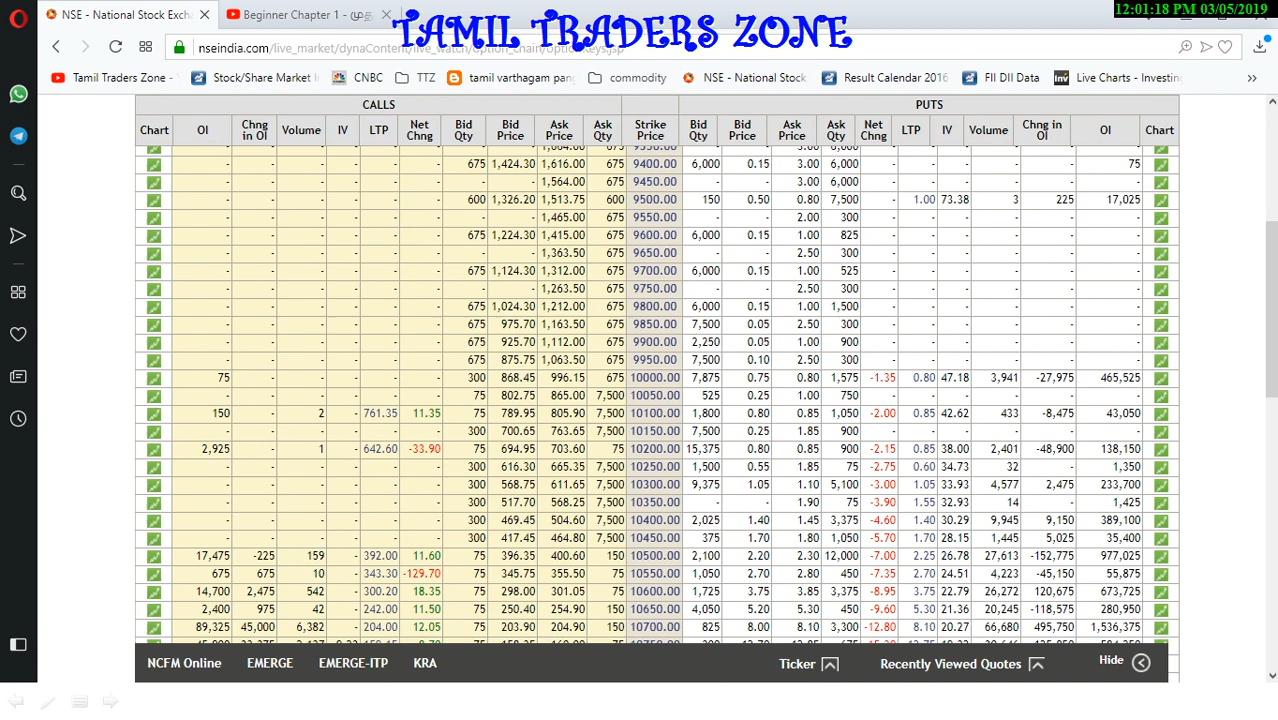 NSE - National Stock Exch
Beginner Chapter 1 - முத
TAMIL TRADERS ZONE
12:01:18 PM 03/05/2019
nseindia.com/live_market/dynaContent/live_watch/option_chain/optionKeys.jsp
Tamil Traders Zone - Stock/Share Market I CNBC TTZ tamil varthagam pang commodity NSE - National Stock Result Calendar 2016 FII DII Data Live Charts - Investin
CALLS PUTS
Chart OI Chng in OI Volume IV LTP Net Chng Bid Qty Bid Price Ask Price Ask Qty Strike Price Bid Qty Bid Price Ask Price Ask Qty Net Chng LTP IV Volume Chng in OI OI Chart
- - - - - - 675 1,424.30 1,616.00 675 9400.00 6,000 0.15 3.00 6,000 - - - - - 75
- - - - - - - - 1,564.00 675 9450.00 - - 3.00 6,000 - - - - - -
- - - - - - 600 1,326.20 1,513.75 600 9500.00 150 0.50 0.80 7,500 - 1.00 73.38 3 225 17,025
- - - - - - - - 1,465.00 675 9550.00 - - 2.00 300 - - - - - -
- - - - - - 675 1,224.30 1,415.00 675 9600.00 6,000 0.15 1.00 825 - - - - - -
- - - - - - - - 1,363.50 675 9650.00 - - 2.50 300 - - - - - -
- - - - - - 675 1,124.30 1,312.00 675 9700.00 6,000 0.15 1.00 525 - - - - - -
- - - - - - - - 1,263.50 675 9750.00 - - 2.50 300 - - - - - -
- - - - - - 675 1,024.30 1,212.00 675 9800.00 6,000 0.15 1.00 1,500 - - - - - -
- - - - - - 675 975.70 1,163.50 675 9850.00 7,500 0.05 2.50 300 - - - - - -
- - - - - - 675 925.70 1,112.00 675 9900.00 2,250 0.05 1.00 900 - - - - - -
- - - - - - 675 875.75 1,063.50 675 9950.00 7,500 0.10 2.50 300 - - - - - -
75 - - - - - 300 868.45 996.15 675 10000.00 7,875 0.75 0.80 1,575 -1.35 0.80 47.18 3,941 -27,975 465,525
- - - - - - 75 802.75 865.00 7,500 10050.00 525 0.25 1.00 750 - - - - - -
150 - 2 - 761.35 11.35 75 789.95 805.90 7,500 10100.00 1,800 0.80 0.85 1,050 -2.00 0.85 42.62 433 -8,475 43,050
- - - - - - 75 700.65 763.65 7,500 10150.00 7,500 0.25 1.85 900 - - - - - -
2,925 - 1 - 642.60 -33.90 75 694.95 703.60 75 10200.00 15,375 0.80 0.85 900 -2.15 0.85 38.00 2,401 -48,900 138,150
- - - - - - 300 616.30 665.35 7,500 10250.00 1,500 0.55 1.85 75 -2.75 0.60 34.73 32 - 1,350
- - - - - - 300 568.75 611.65 7,500 10300.00 9,375 1.05 1.10 5,100 -3.00 1.05 33.93 4,577 2,475 233,700
- - - - - - 300 517.70 568.25 7,500 10350.00 - - 1.90 75 -3.90 1.55 32.93 14 - 1,425
- - - - - - 300 469.45 504.60 7,500 10400.00 2,025 1.40 1.45 3,375 -4.60 1.40 30.29 9,945 9,150 389,100
- - - - - - 300 417.45 464.80 7,500 10450.00 375 1.70 1.80 1,050 -5.70 1.70 28.15 1,445 5,025 35,400
17,475 -225 159 - 392.00 11.60 75 396.35 400.60 150 10500.00 2,100 2.20 2.30 12,000 -7.00 2.25 26.78 27,613 -152,775 977,025
675 675 10 - 343.30 -129.70 75 345.75 355.50 75 10550.00 1,050 2.70 2.80 450 -7.35 2.70 24.51 4,223 -45,150 55,875
14,700 2,475 542 - 300.20 18.35 75 298.00 301.05 75 10600.00 1,725 3.75 3.85 3,375 -8.95 3.75 22.79 26,272 120,675 673,725
2,400 975 42 - 242.00 11.50 75 250.40 254.90 150 10650.00 4,050 5.20 5.30 450 -9.60 5.30 21.36 20,245 -118,575 280,950
89,325 45,000 6,382 - 204.00 12.05 75 203.90 204.90 150 10700.00 825 8.00 8.10 3,300 -12.80 8.10 20.27 66,680 495,750 1,536,375
NCFM Online EMERGE EMERGE-ITP KRA Ticker Recently Viewed Quotes Hide